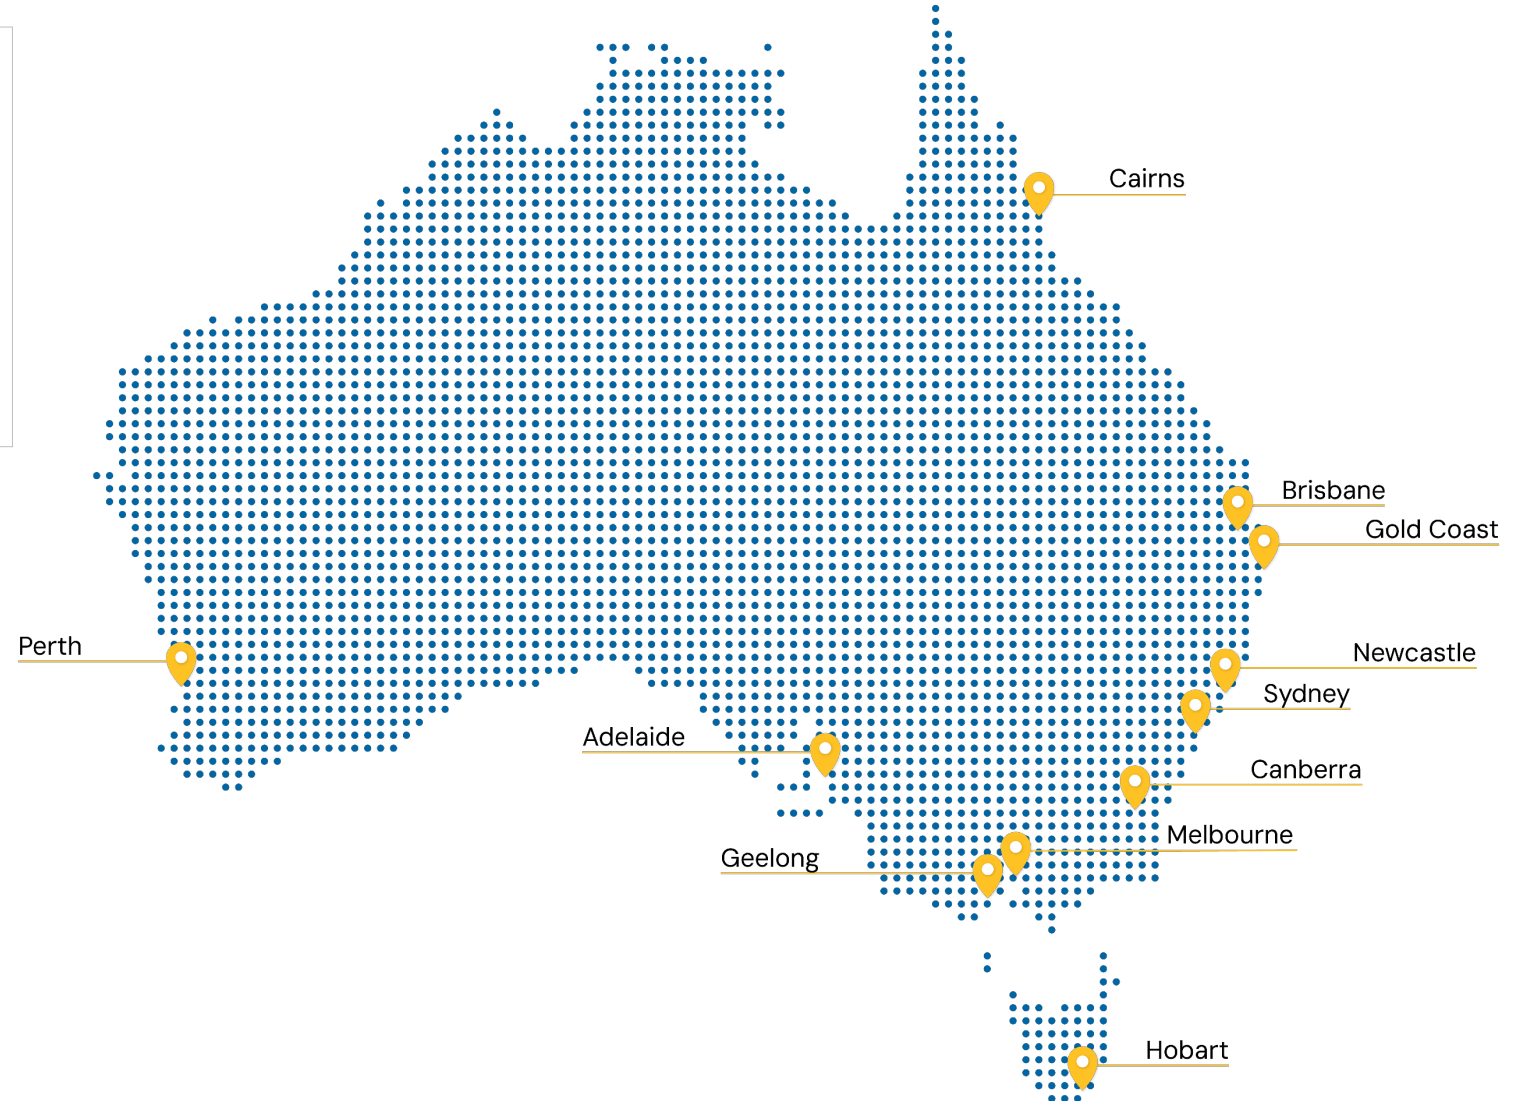 Cairns
Brisbane
Gold Coast
Perth
Newcastle
Sydney
Adelaide
Canberra
Melbourne
Geelong
Hobart